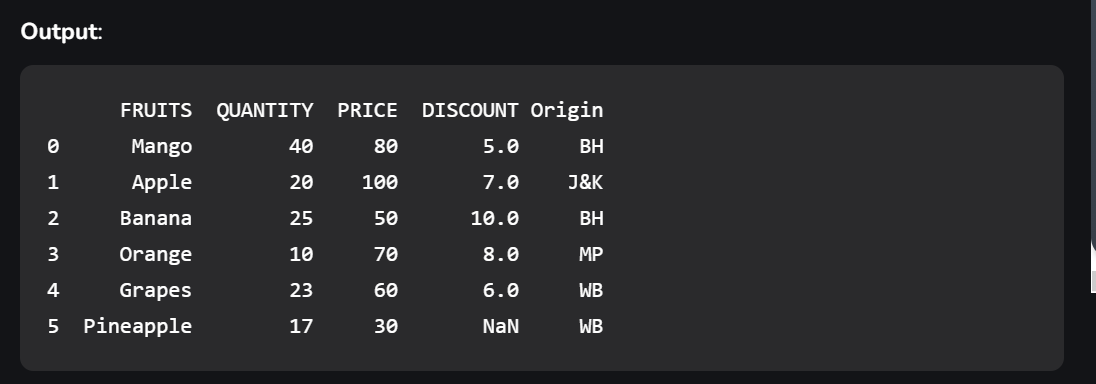 Output:
FRUITS QUANTITY PRICE DISCOUNT Origin
0 Mango 40 80 5.0 BH
1 Apple 20 100 7.0 J&K
2 Banana 25 50 10.0 BH
3 Orange 10 70 8.0 MP
4 Grapes 23 60 6.0 WB
5 Pineapple 17 30 NaN WB